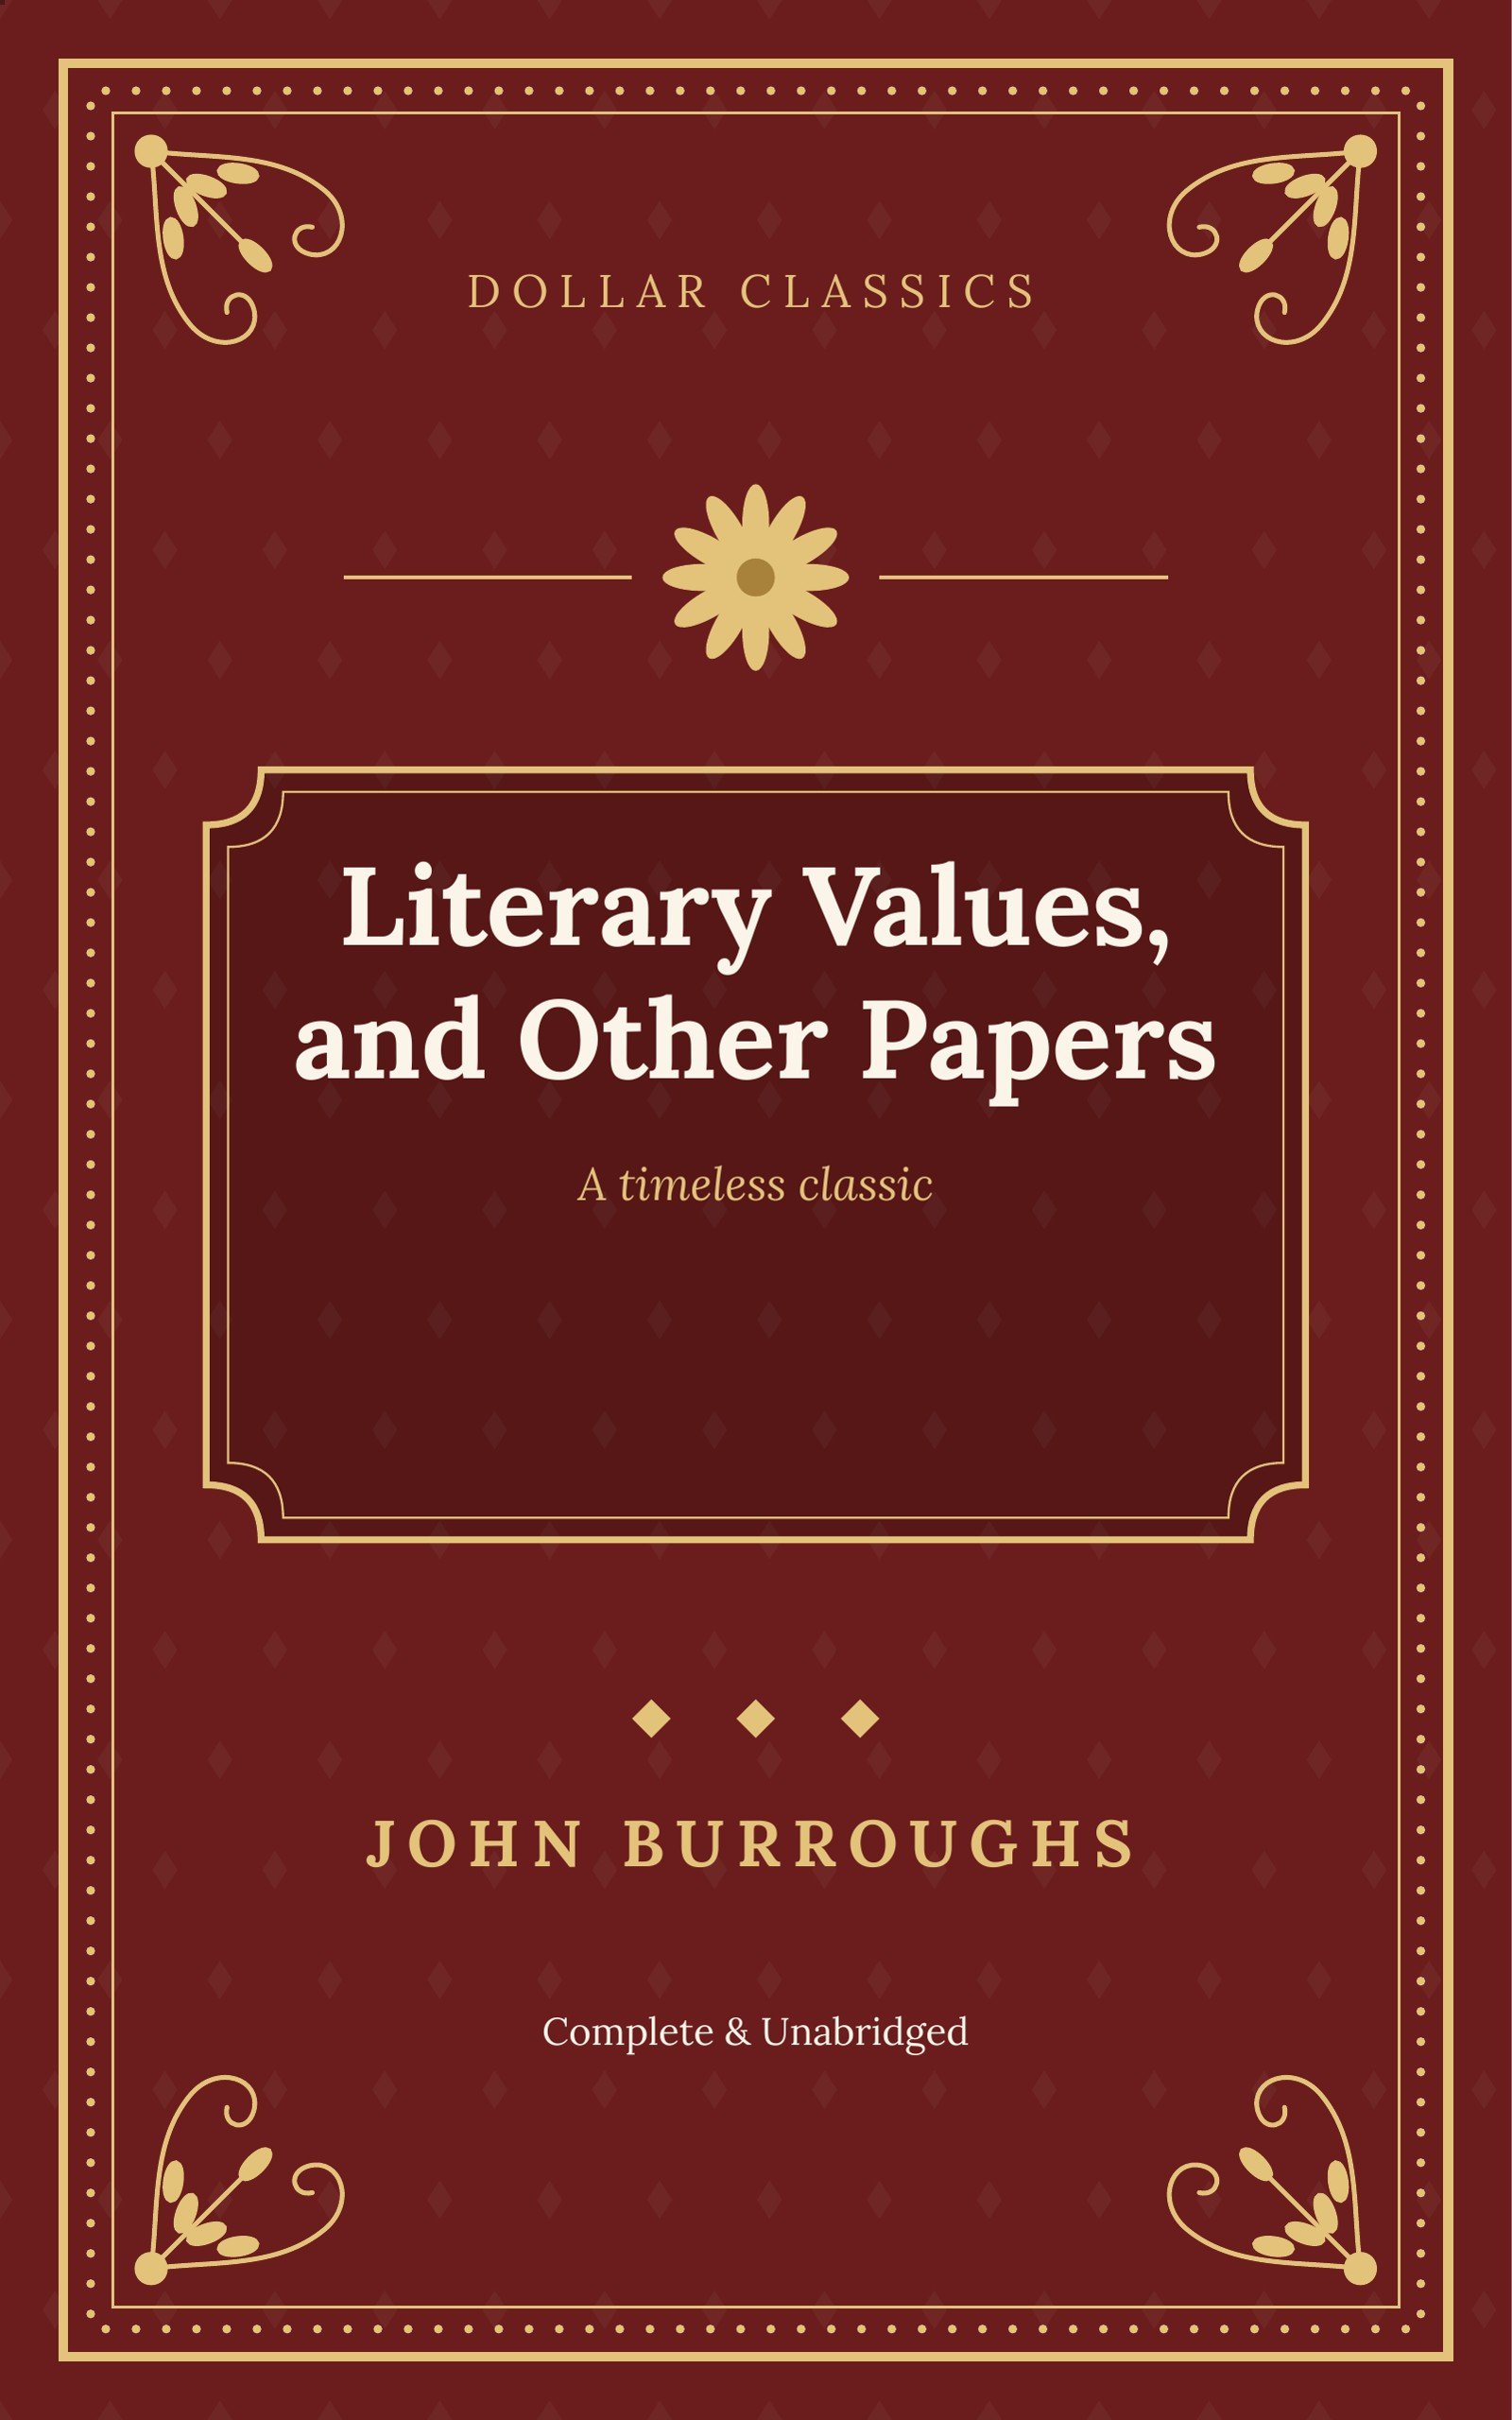 DOLLAR CLASSICS
Literary Values,
and Other Papers
A timeless classic
JOHN BURROUGHS
Complete & Unabridged